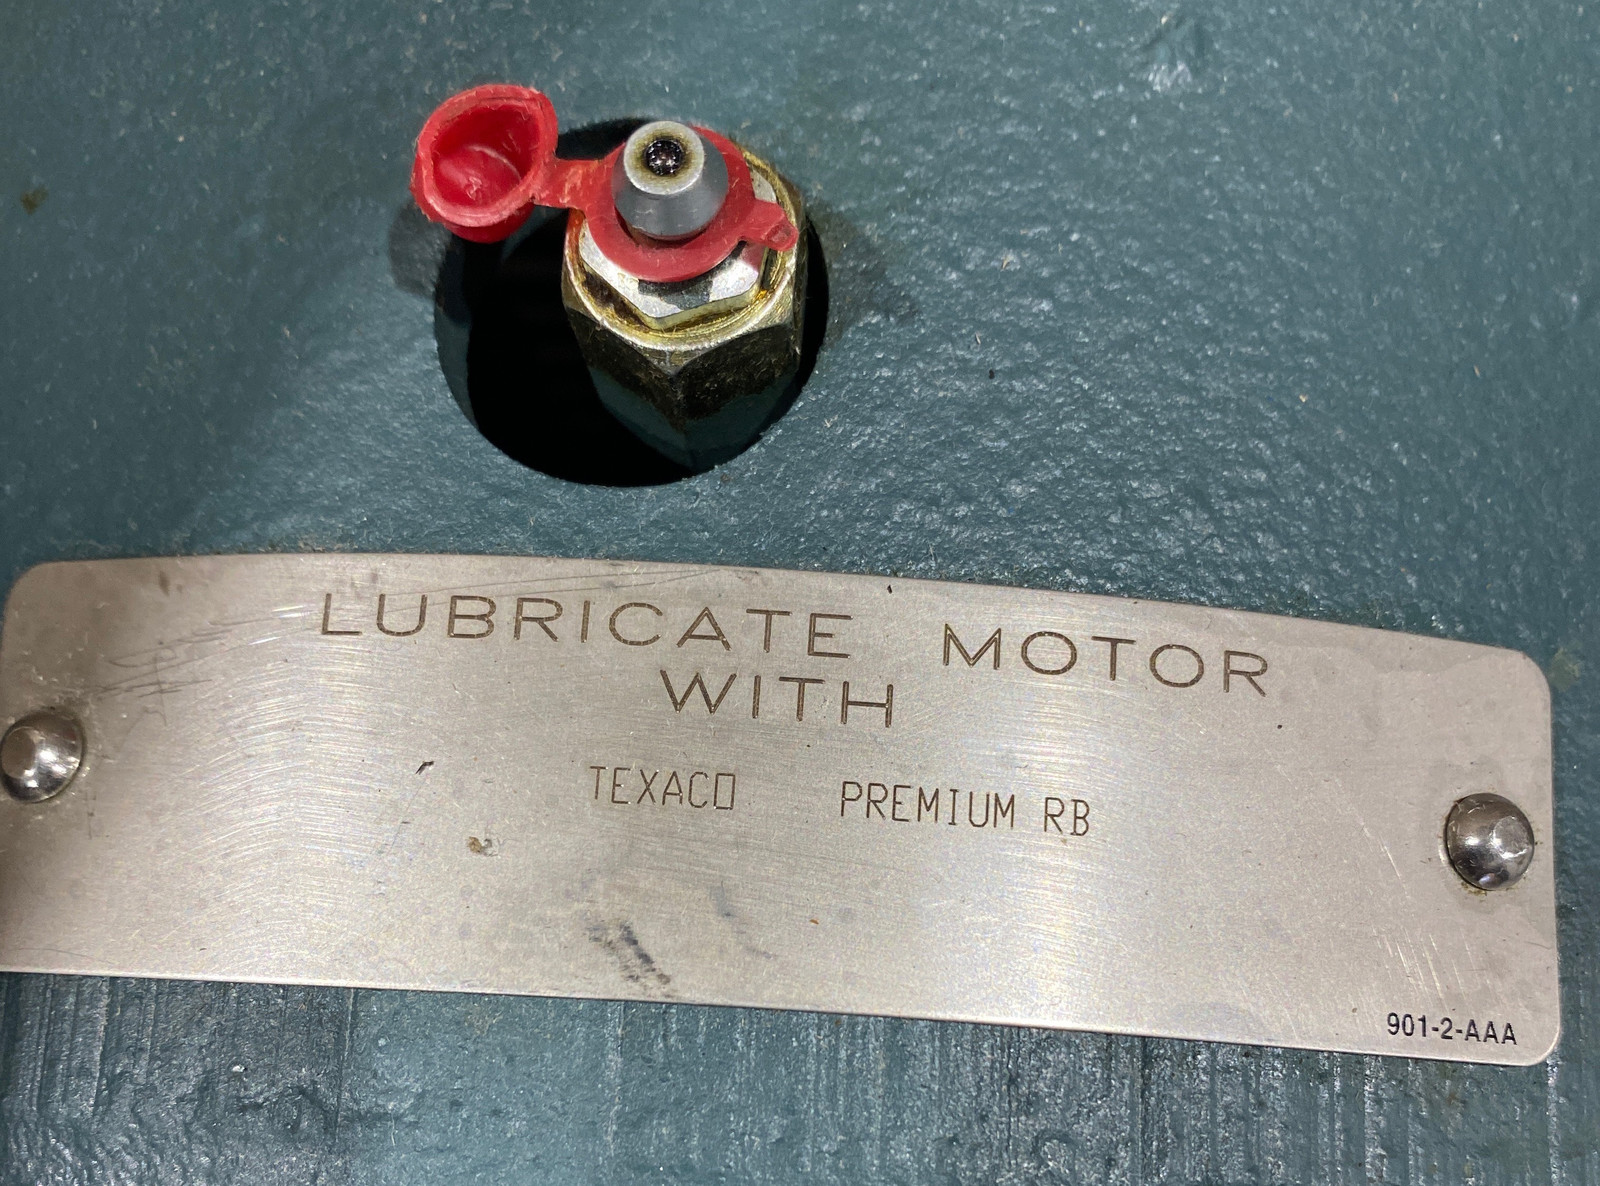 LUBRICATE MOTOR
WITH
TEXACO PREMIUM RB
901-2-AAA